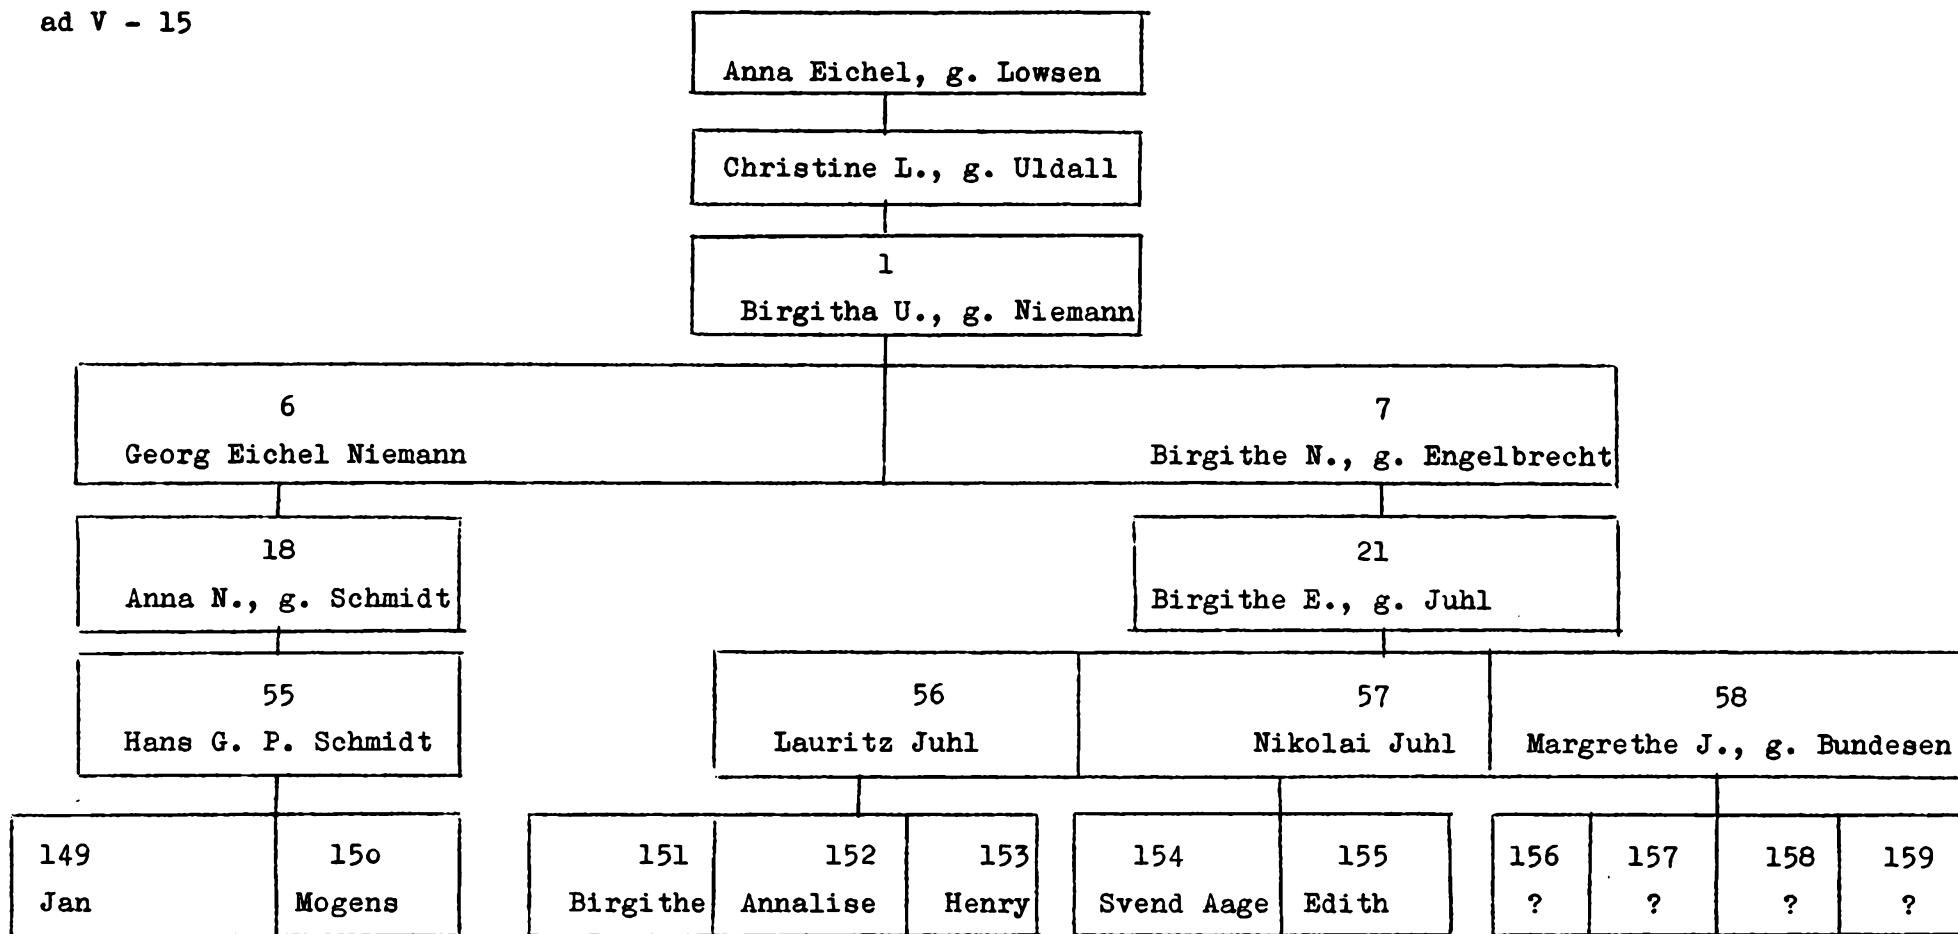 ad V - 15
Anna Eichel, g. Lowsen
Christine L., g. Uldall
1
Birgitha U., g. Niemann
6 7
Georg Eichel Niemann Birgithe N., g. Engelbrecht
18 21
Anna N., g. Schmidt Birgithe E., g. Juhl
55 56 57 58
Hans G. P. Schmidt Lauritz Juhl Nikolai Juhl Margrethe J., g. Bundesen
149 15o 151 152 153 154 155 156 157 158 159
Jan Mogens Birgithe Annalise Henry Svend Aage Edith ? ? ? ?